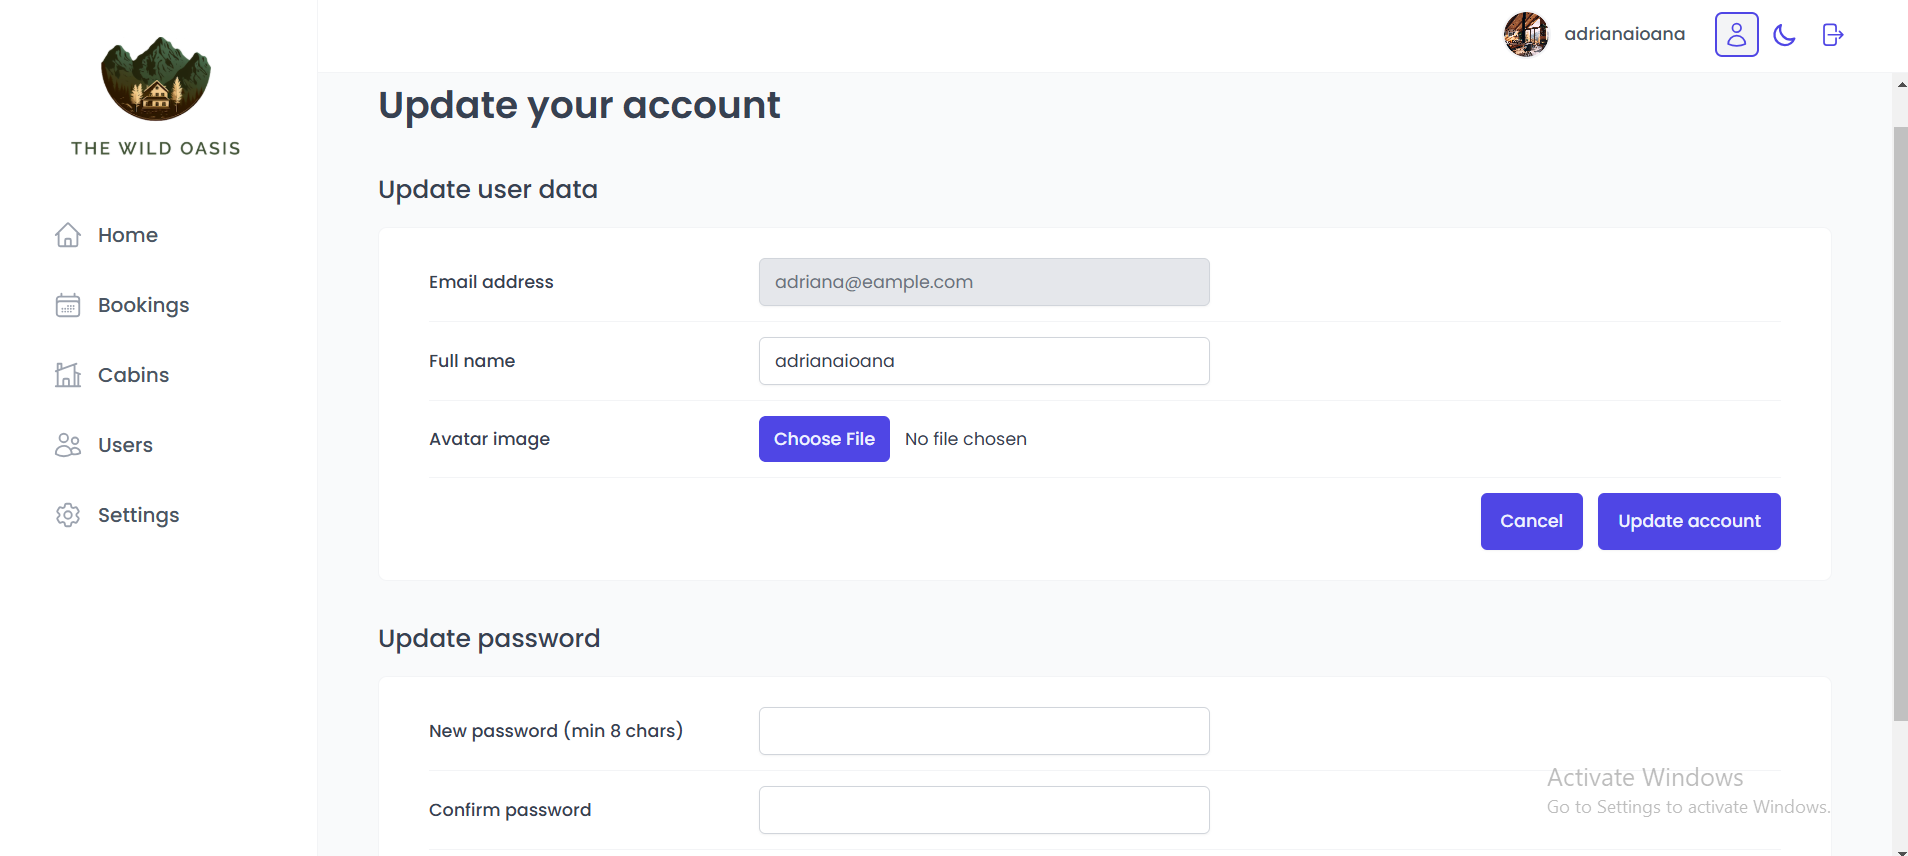 THE WILD OASIS
Home
Bookings
Cabins
Users
Settings
adrianaioana
Update your account
Update user data
Email address
adriana@eample.com
Full name
adrianaioana
Avatar image
Choose File No file chosen
Cancel
Update account
Update password
New password (min 8 chars)
Confirm password
Activate Windows
Go to Settings to activate Windows.